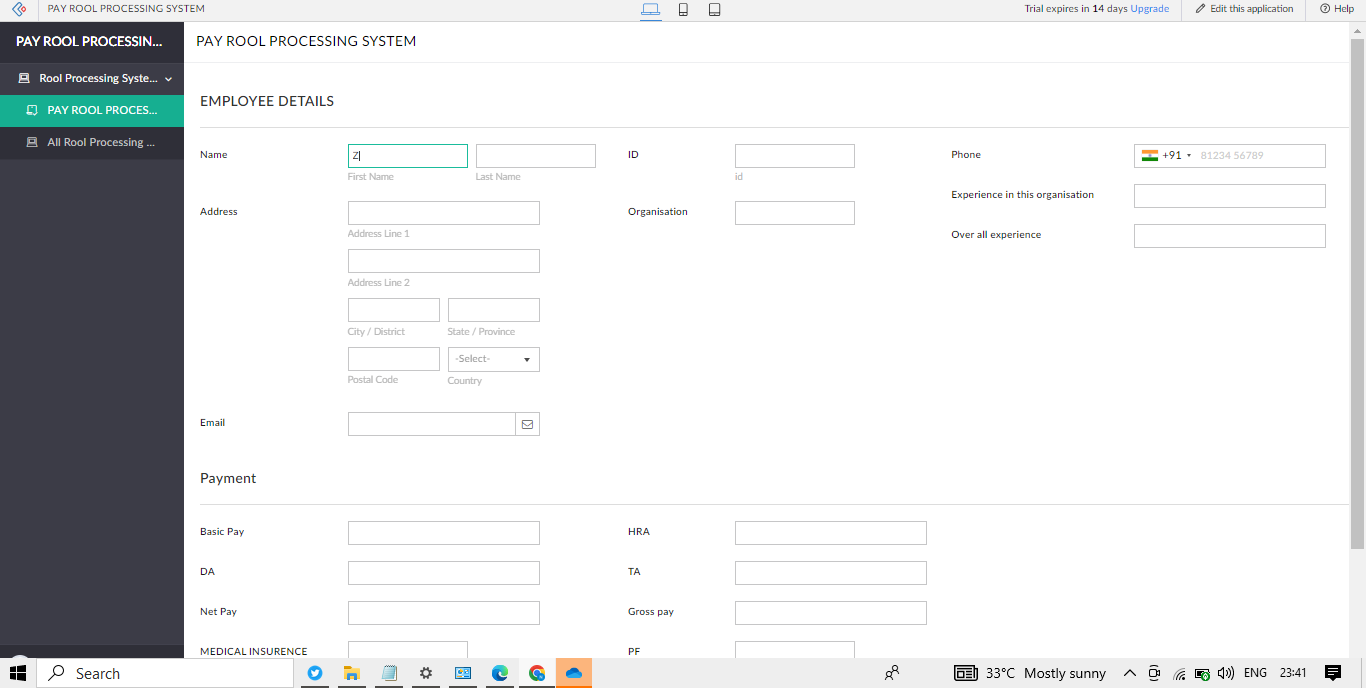 PAY ROOL PROCESSING SYSTEM
Trial expires in 14 days Upgrade
Edit this application
Help
PAY ROOL PROCESSIN...
PAY ROOL PROCESSING SYSTEM
Rool Processing Syste...
PAY ROOL PROCES...
All Rool Processing ...
EMPLOYEE DETAILS
Name
Z
First Name
Last Name
ID
id
Phone
+91
81234 56789
Experience in this organisation
Address
Address Line 1
Organisation
Over all experience
Address Line 2
City / District
State / Province
Postal Code
-Select-
Country
Email
Payment
Basic Pay
HRA
DA
TA
Net Pay
Gross pay
MEDICAL INSURENCE
PF
Search
33°C Mostly sunny
ENG
23:41